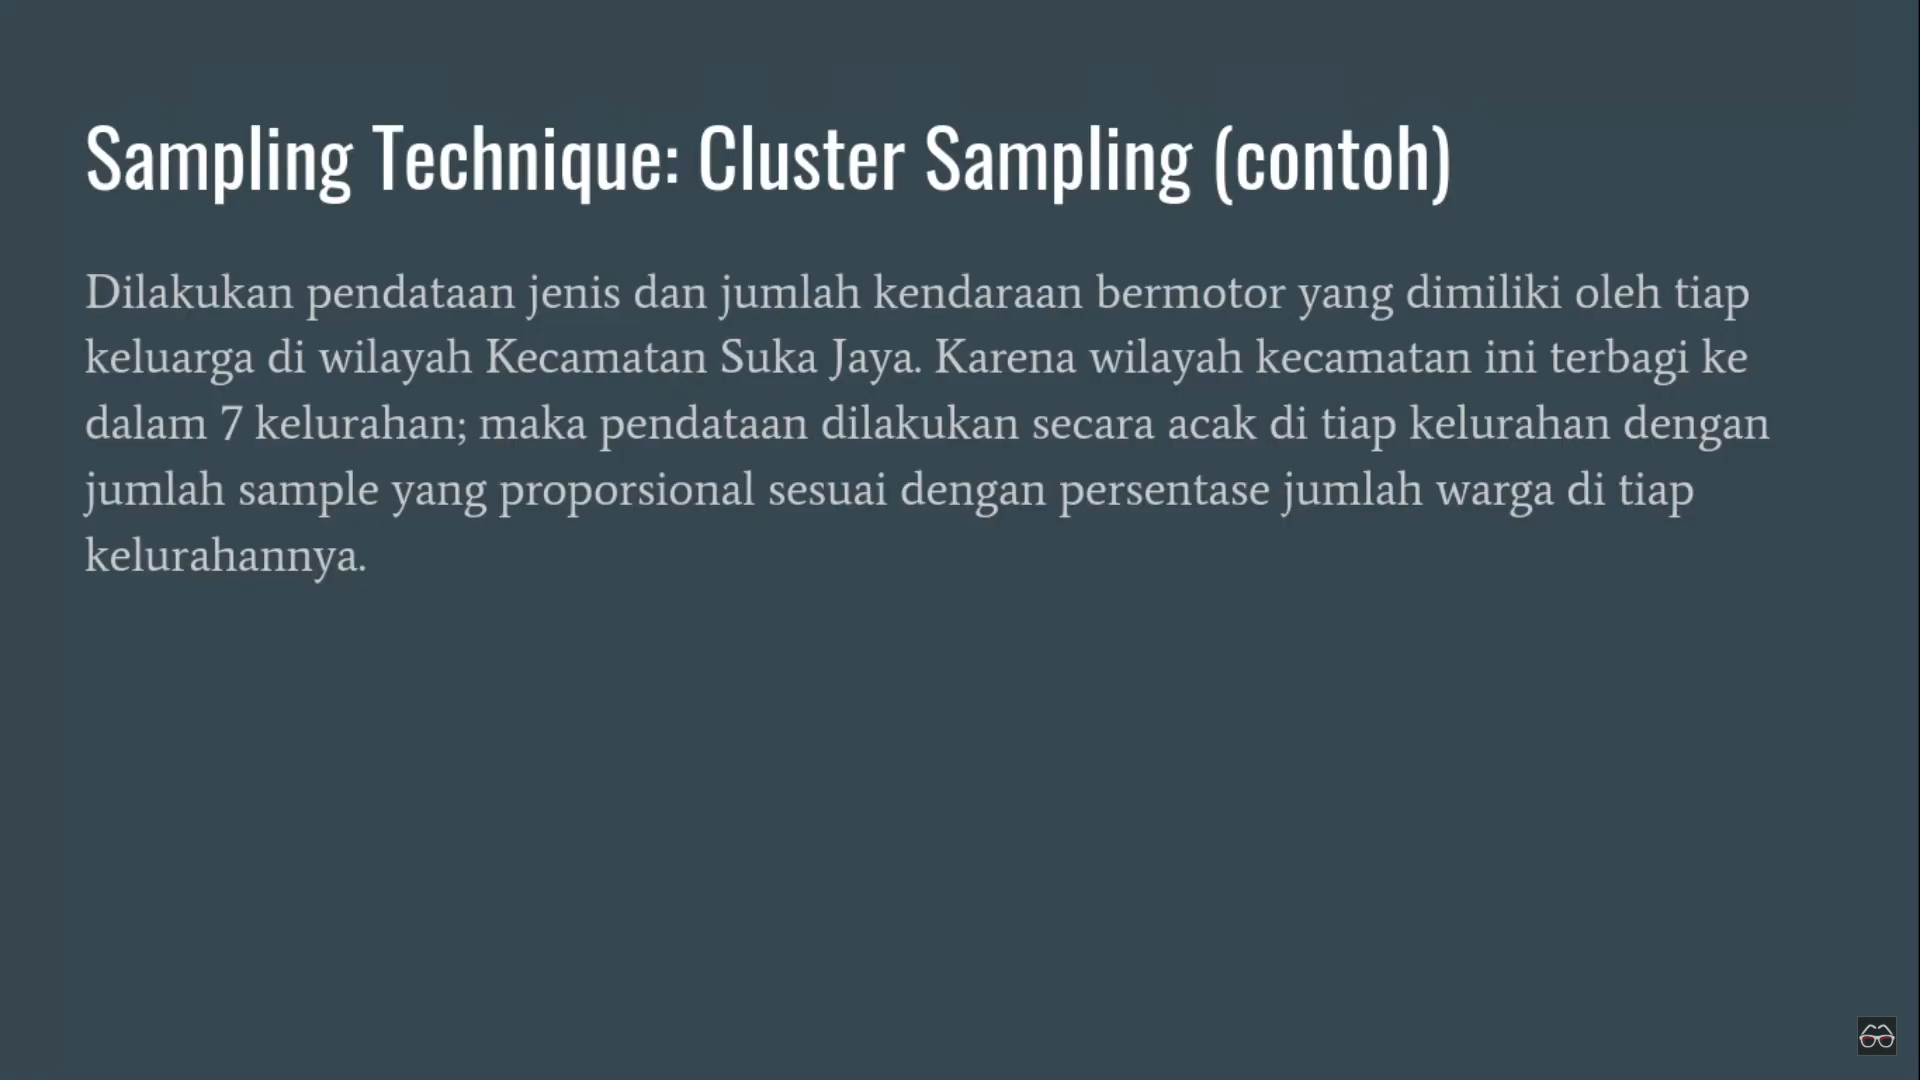 Sampling Technique: Cluster Sampling (contoh)
Dilakukan pendataan jenis dan jumlah kendaraan bermotor yang dimiliki oleh tiap
keluarga di wilayah Kecamatan Suka Jaya. Karena wilayah kecamatan ini terbagi ke
dalam 7 kelurahan; maka pendataan dilakukan secara acak di tiap kelurahan dengan
jumlah sample yang proporsional sesuai dengan persentase jumlah warga di tiap
kelurahannya.